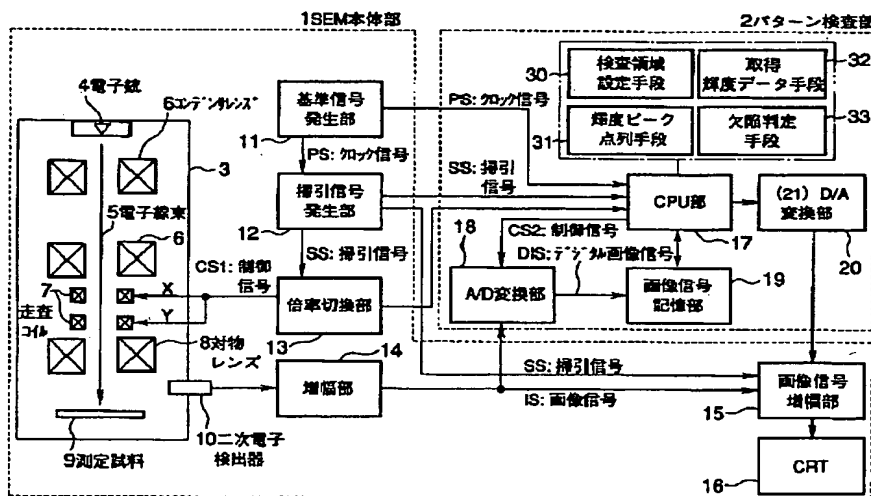 1SEM本体部
2パターン検査部
4電子銃
6コンデンサレンズ
3
基準信号
発生部
11
PS:クロック信号
PS:クロック信号
30
検査領域
設定手段
取得
輝度データ手段
32
31
輝度ピーク
点列手段
欠陥判定
手段
33
5電子線束
6
掃引信号
発生部
12
SS:掃引
信号
SS:掃引信号
CPU部
17
(21) D/A
変換部
20
CS1:制御
信号
X
Y
7
走査
コイル
倍率切換部
13
18
CS2:制御信号
DIS:デジタル画像信号
A/D変換部
画像信号
記憶部
19
8対物
レンズ
14
増幅部
SS:掃引信号
IS:画像信号
画像信号
増幅部
15
9測定試料
10二次電子
検出器
CRT
16